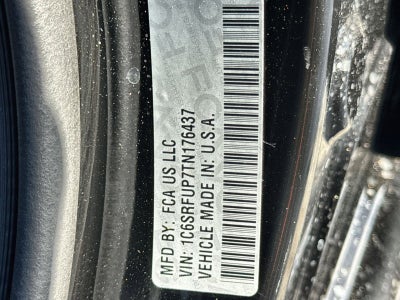 MFD BY: FCA US LLC
VIN: 1C6SRFUP7TN176437
VEHICLE MADE IN: U.S.A.